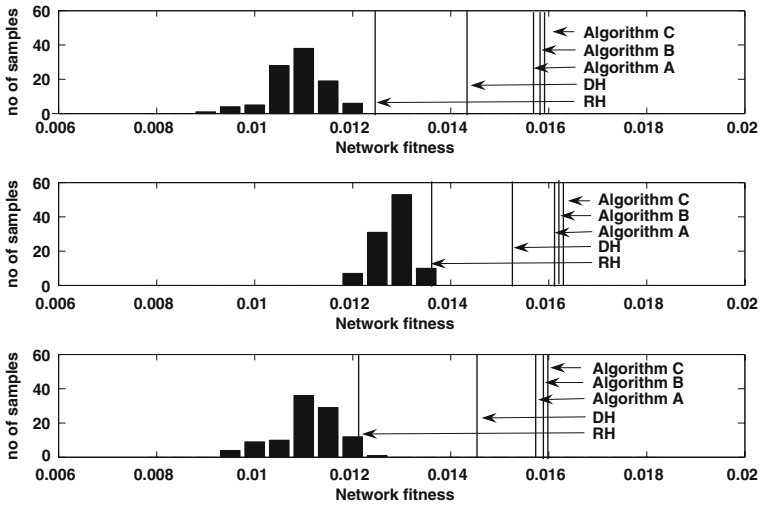 no of samples
60
40
20
0
Algorithm C
Algorithm B
Algorithm A
DH
RH
0.006 0.008 0.01 0.012 0.014 0.016 0.018 0.02
Network fitness
no of samples
60
40
20
0
Algorithm C
Algorithm B
Algorithm A
DH
RH
0.006 0.008 0.01 0.012 0.014 0.016 0.018 0.02
Network fitness
no of samples
60
40
20
0
Algorithm C
Algorithm B
Algorithm A
DH
RH
0.006 0.008 0.01 0.012 0.014 0.016 0.018 0.02
Network fitness